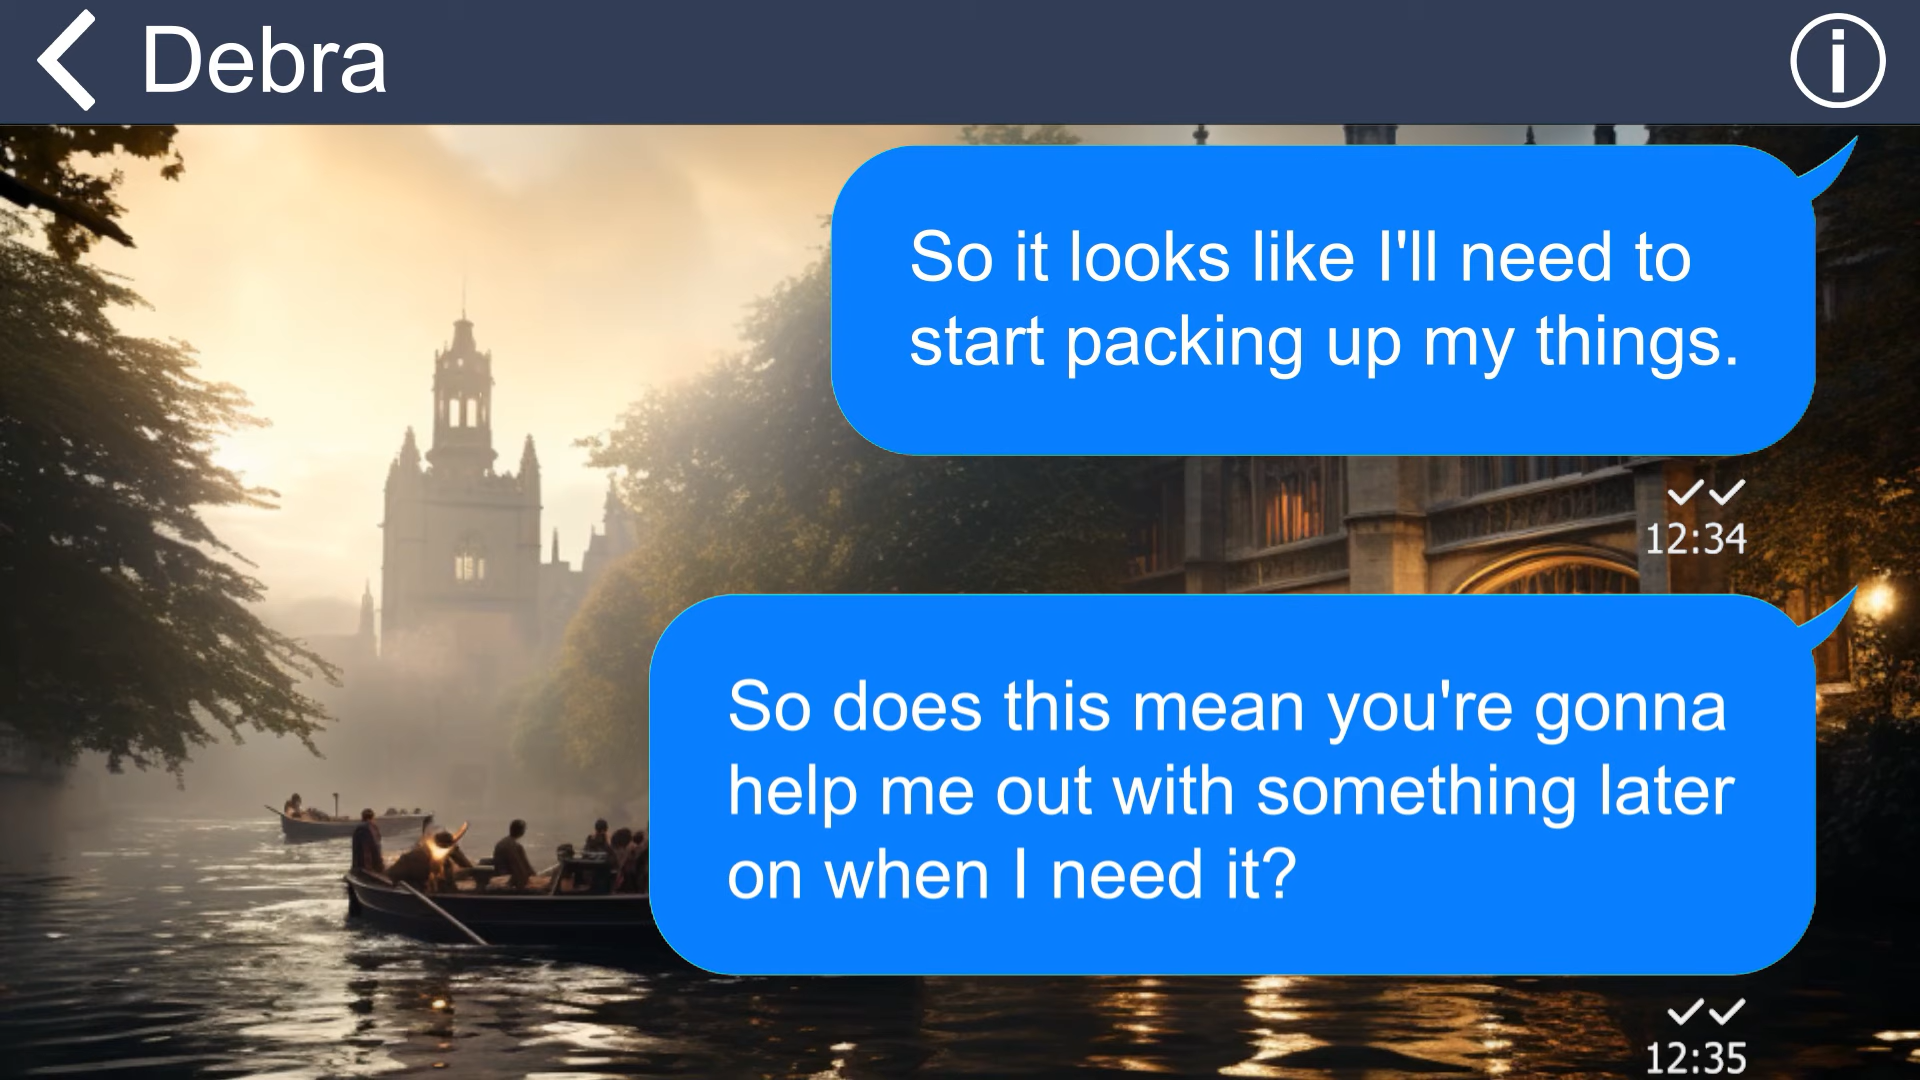 Debra
So it looks like I'll need to
start packing up my things.
12:34
So does this mean you're gonna
help me out with something later
on when I need it?
12:35